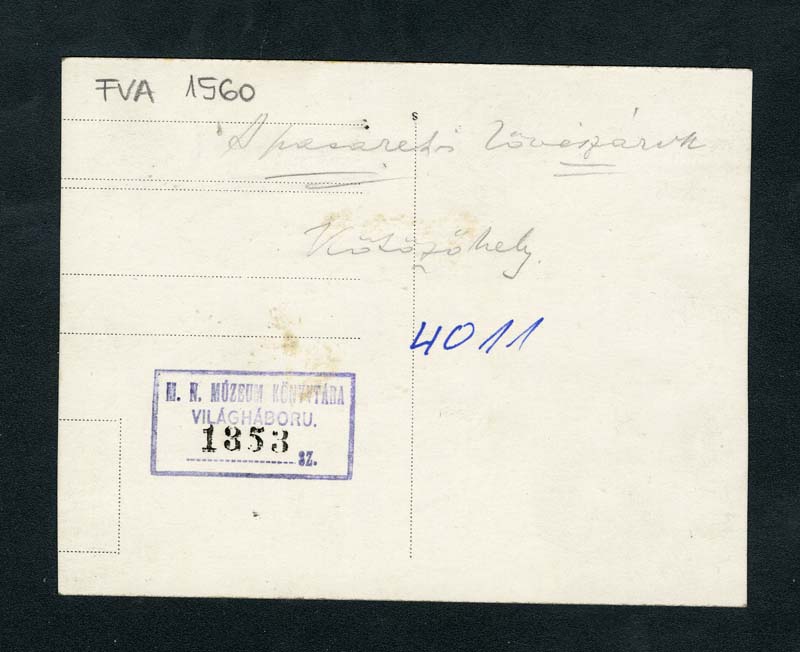 FVA 1560
S
A pasaréti lövészárok
Kötözőhely.
4011
M. N. MÚZEUM KÖNYVTÁRA
VILÁGHÁBORU.
1353
SZ.